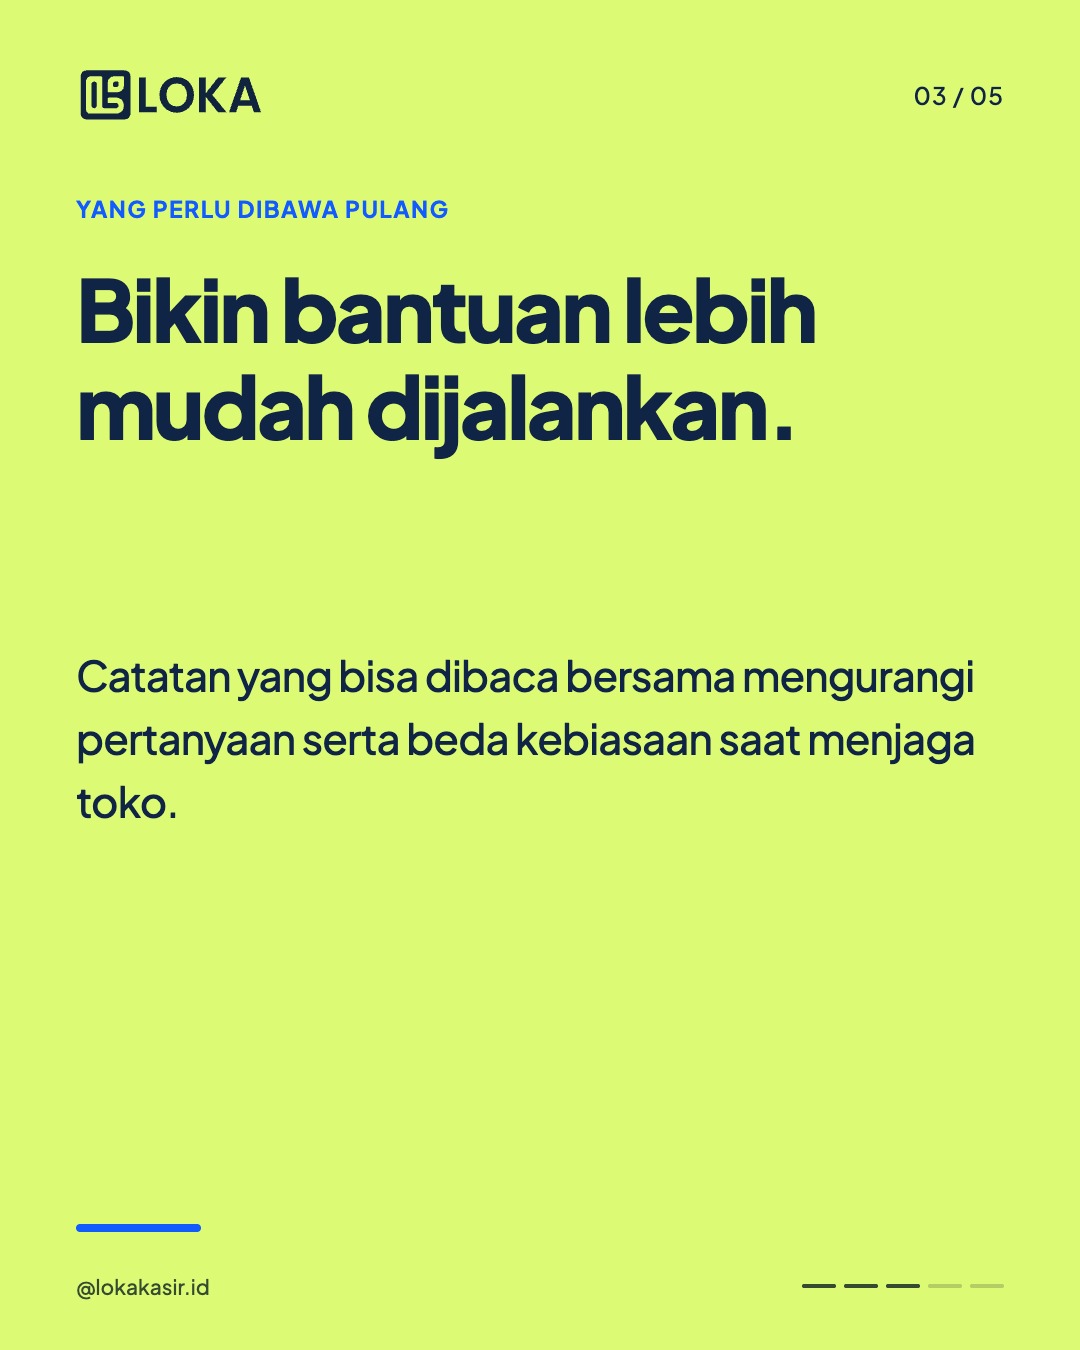 LOKA
03 / 05
YANG PERLU DIBAWA PULANG
Bikin bantuan lebih
mudah dijalankan.
Catatan yang bisa dibaca bersama mengurangi
pertanyaan serta beda kebiasaan saat menjaga
toko.
@lokakasir.id